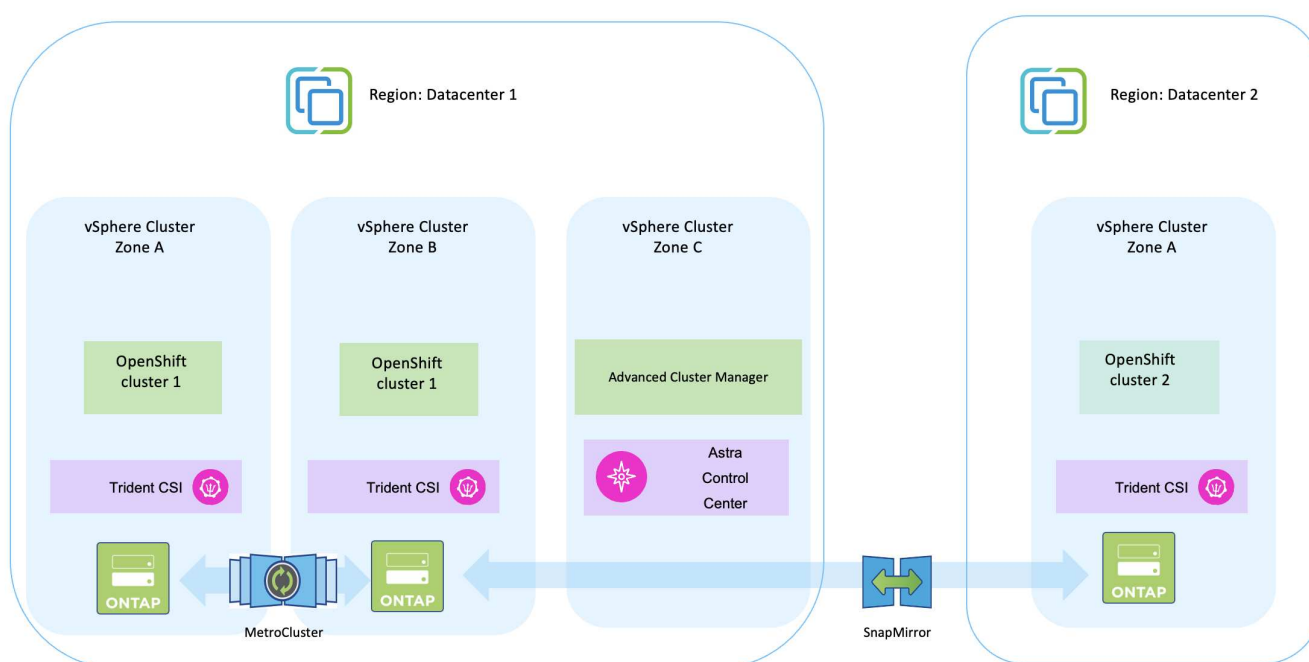 Region: Datacenter 1
Region: Datacenter 2
vSphere Cluster
Zone A
vSphere Cluster
Zone B
vSphere Cluster
Zone C
vSphere Cluster
Zone A
OpenShift
cluster 1
OpenShift
cluster 1
Advanced Cluster Manager
OpenShift
cluster 2
Trident CSI
Trident CSI
Astra
Control
Center
Trident CSI
ONTAP
MetroCluster
ONTAP
SnapMirror
ONTAP